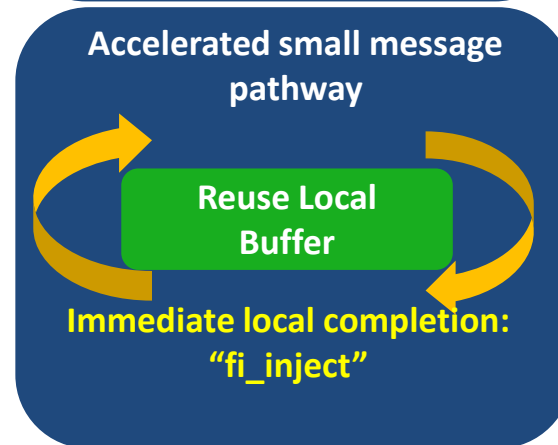 Accelerated small message
pathway
Reuse Local
Buffer
Immediate local completion:
“fi_inject”